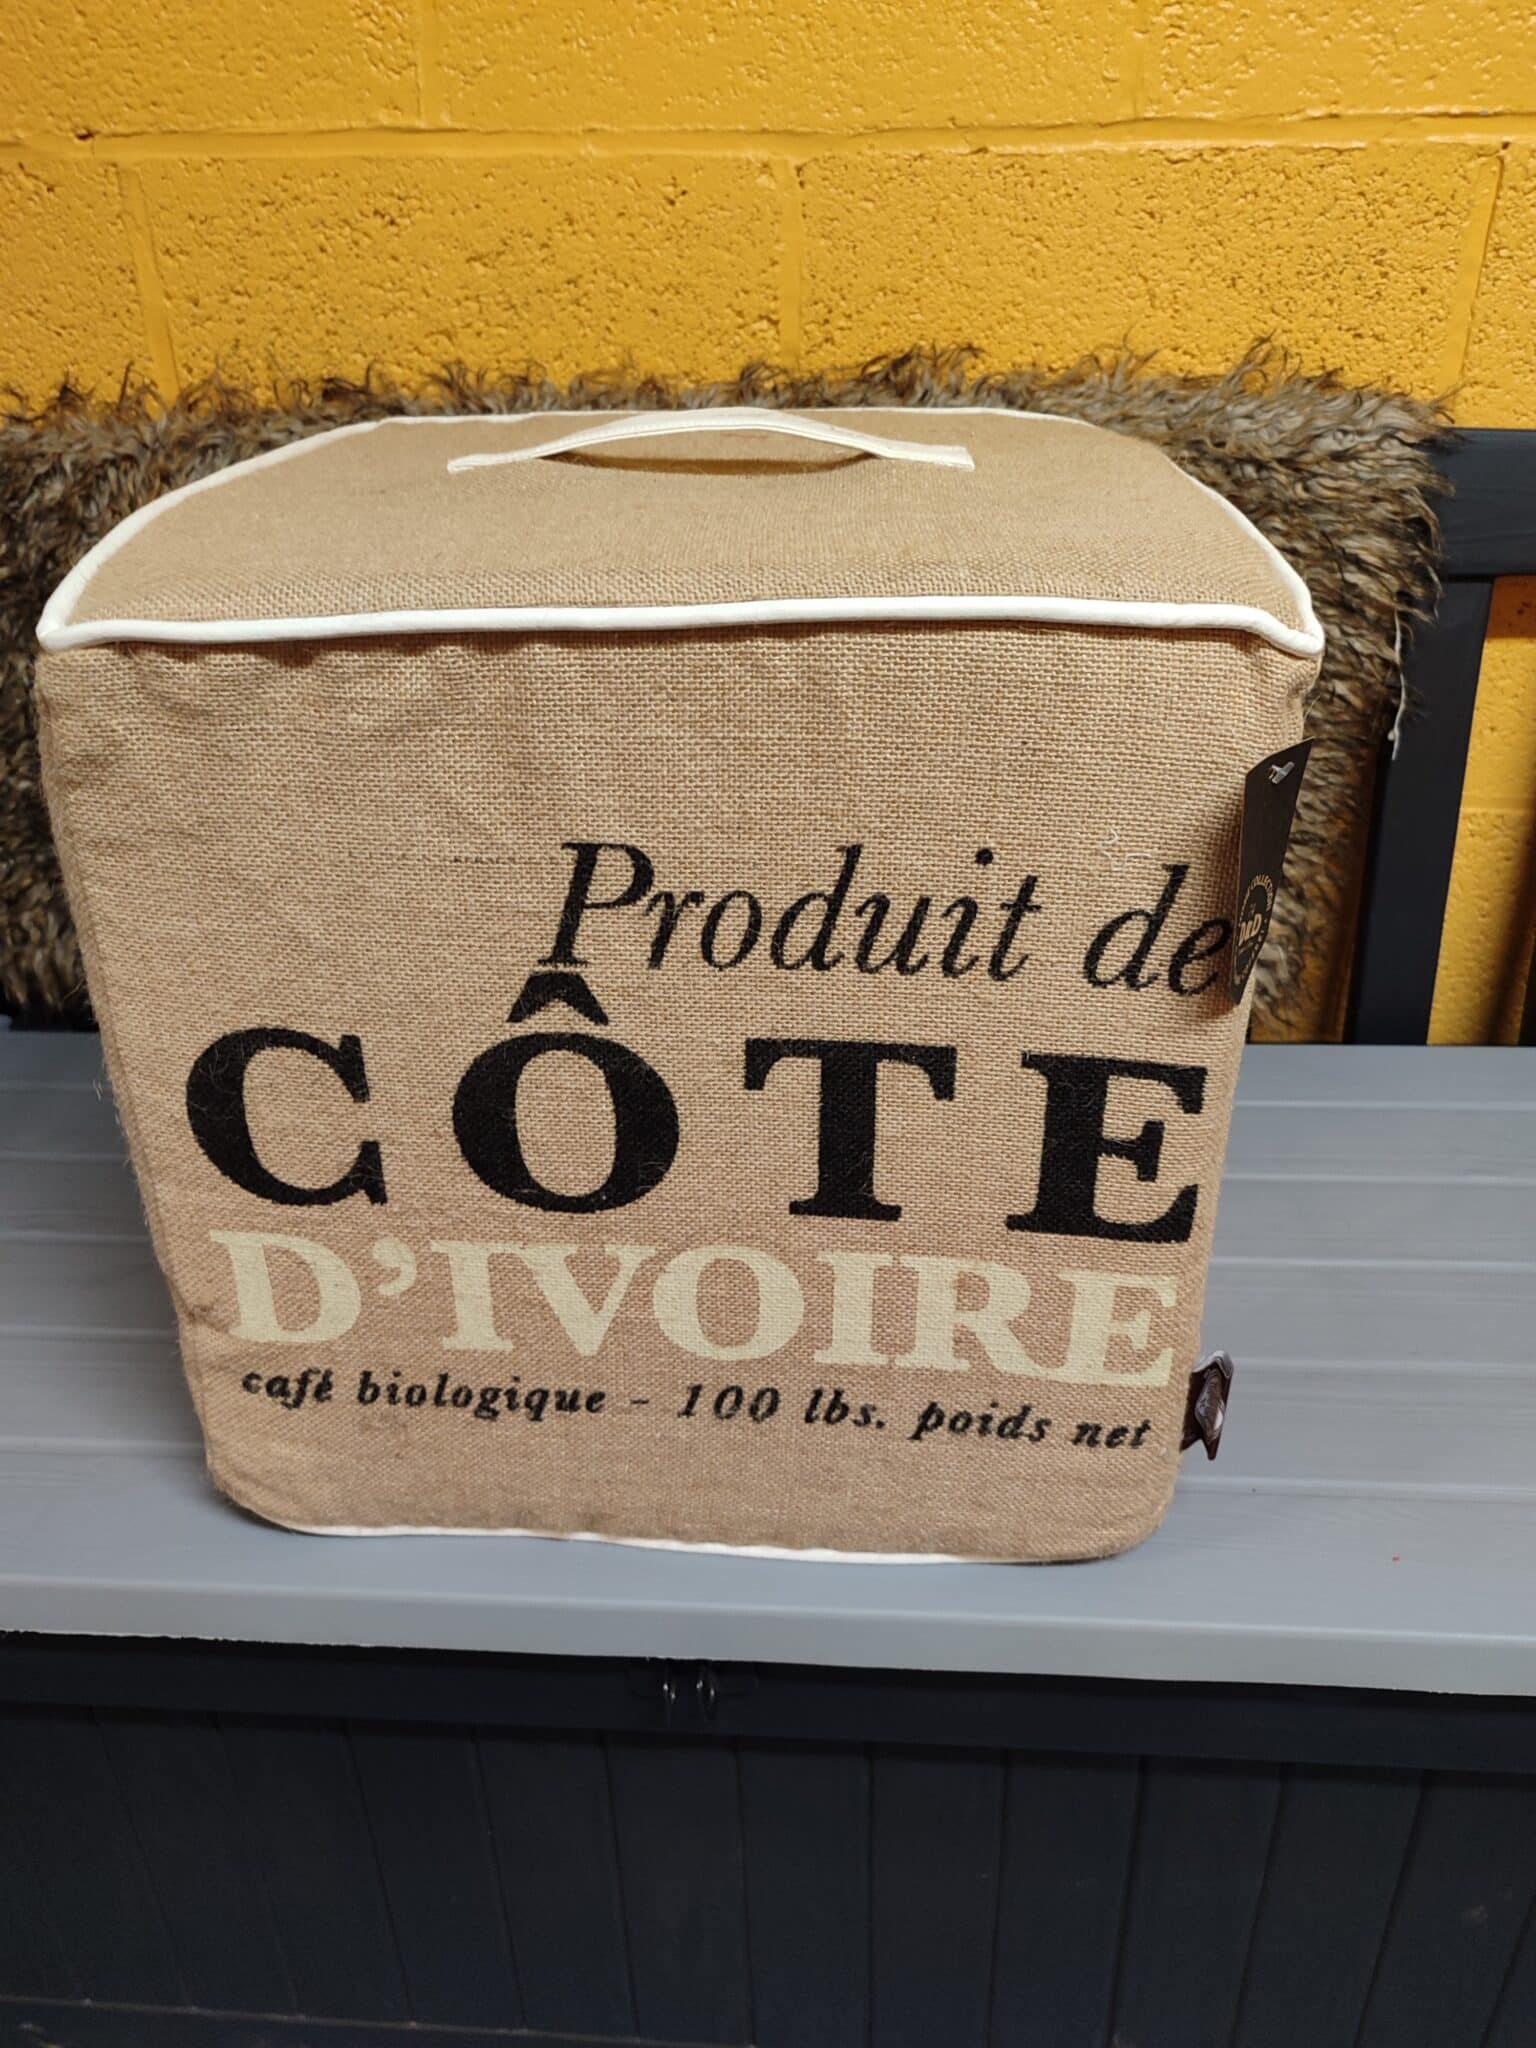 Produit de
CÔTE
D'IVOIRE
café biologique - 100 lbs. poids net